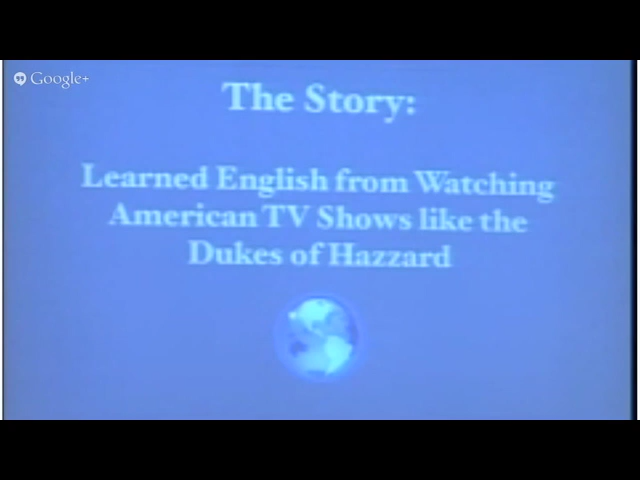 Google+
The Story:
Learned English from Watching
American TV Shows like the
Dukes of Hazzard